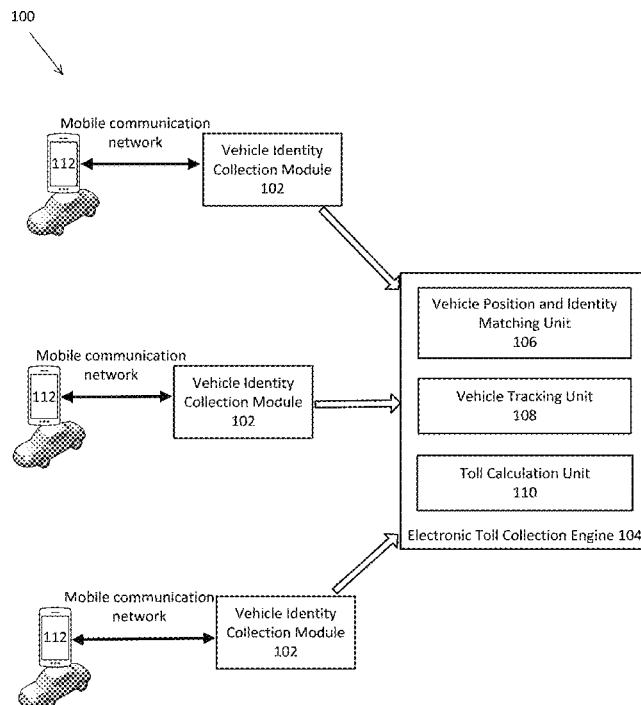 100
Mobile communication
network
112
Vehicle Identity
Collection Module
102
Vehicle Position and Identity
Matching Unit
106
Mobile communication
network
112
Vehicle Identity
Collection Module
102
Vehicle Tracking Unit
108
Toll Calculation Unit
110
Electronic Toll Collection Engine 104
Mobile communication
network
112
Vehicle Identity
Collection Module
102